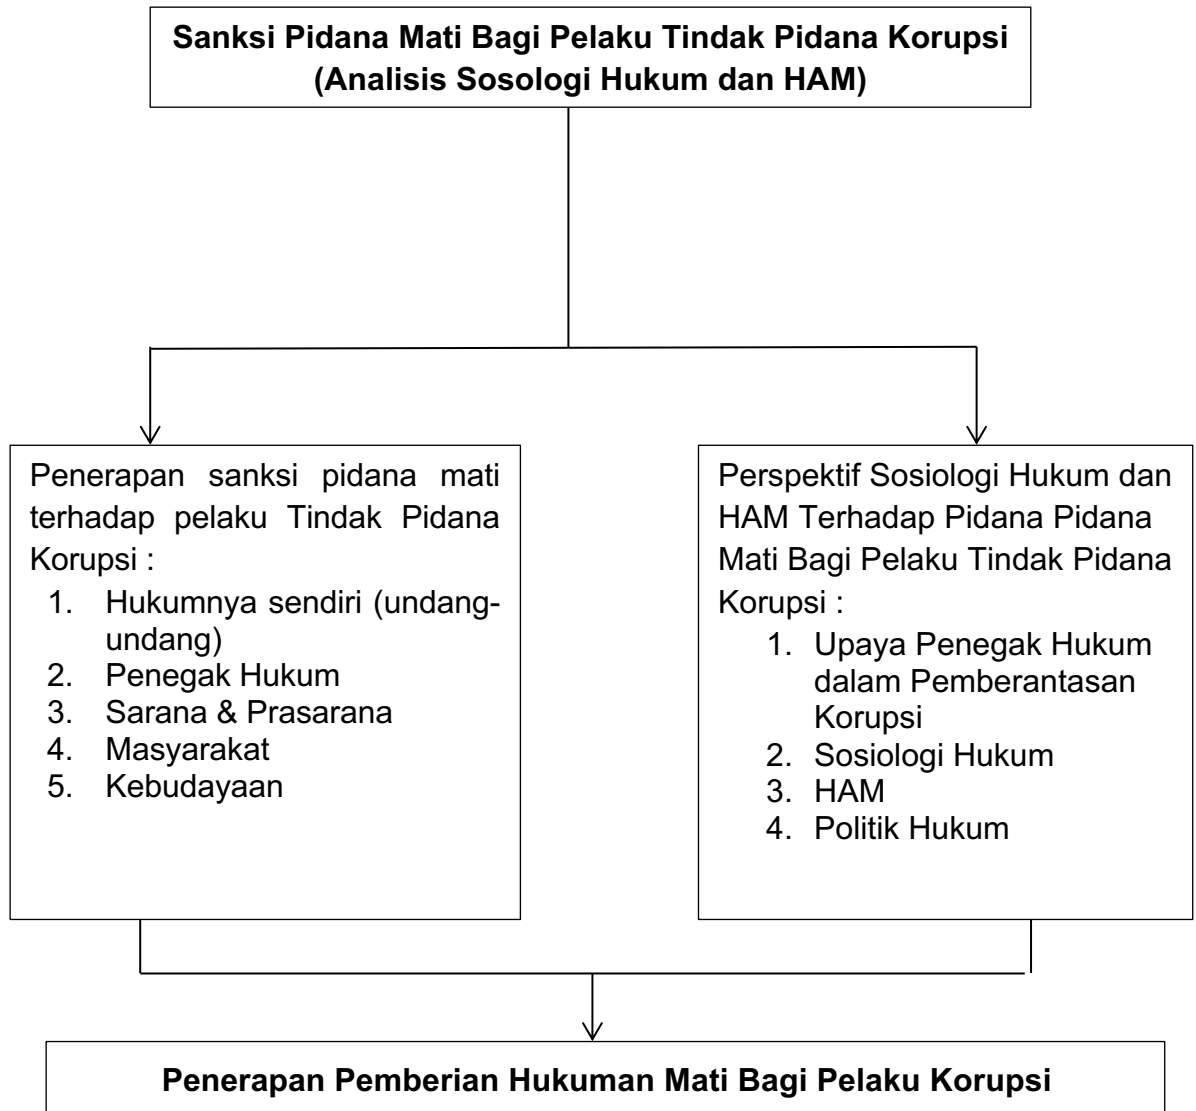 Sanksi Pidana Mati Bagi Pelaku Tindak Pidana Korupsi
(Analisis Sosologi Hukum dan HAM)
Penerapan sanksi pidana mati
terhadap pelaku Tindak Pidana
Korupsi :
1. Hukumnya sendiri (undang-
undang)
2. Penegak Hukum
3. Sarana & Prasarana
4. Masyarakat
5. Kebudayaan
Perspektif Sosiologi Hukum dan
HAM Terhadap Pidana Pidana
Mati Bagi Pelaku Tindak Pidana
Korupsi :
1. Upaya Penegak Hukum
dalam Pemberantasan
Korupsi
2. Sosiologi Hukum
3. HAM
4. Politik Hukum
Penerapan Pemberian Hukuman Mati Bagi Pelaku Korupsi